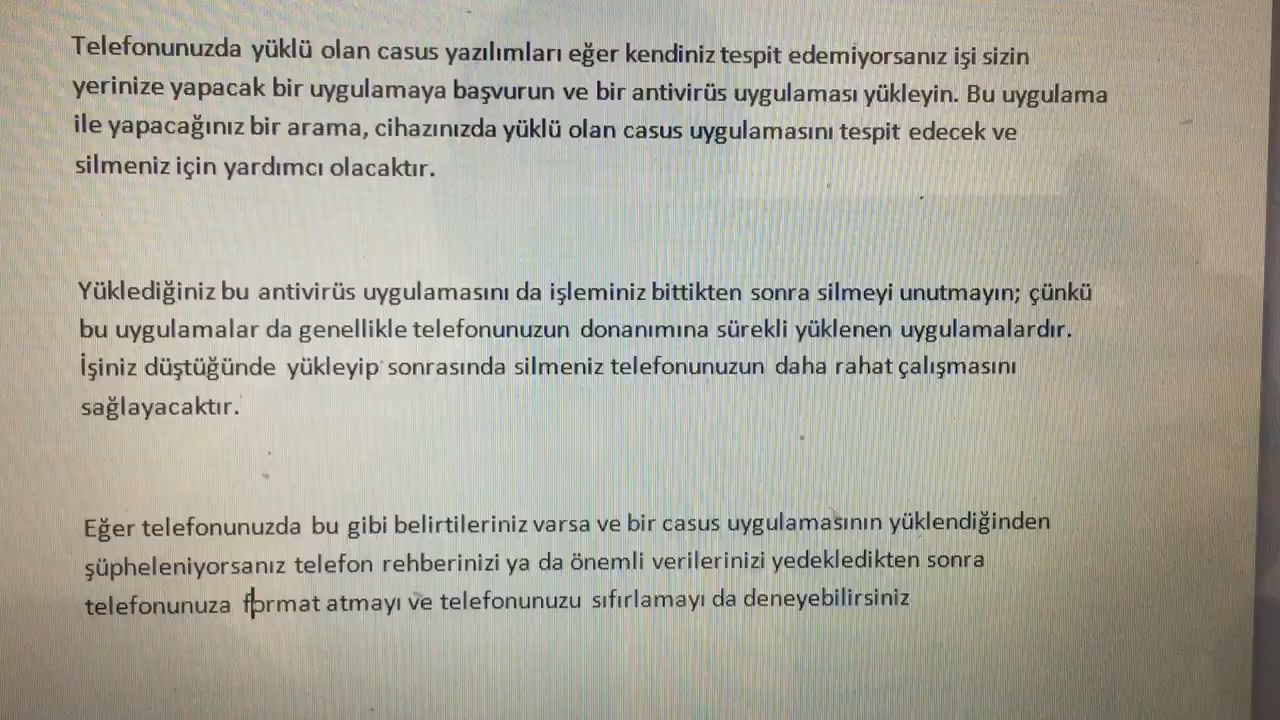 Telefonunuzda yüklü olan casus yazılımları eğer kendiniz tespit edemiyorsanız işi sizin
yerinize yapacak bir uygulamaya başvurun ve bir antivirüs uygulaması yükleyin. Bu uygulama
ile yapacağınız bir arama, cihazınızda yüklü olan casus uygulamasını tespit edecek ve
silmeniz için yardımcı olacaktır.
Yüklediğiniz bu antivirüs uygulamasını da işleminiz bittikten sonra silmeyi unutmayın; çünkü
bu uygulamalar da genellikle telefonunuzun donanımına sürekli yüklenen uygulamalardır.
İşiniz düştüğünde yükleyip sonrasında silmeniz telefonunuzun daha rahat çalışmasını
sağlayacaktır.
Eğer telefonunuzda bu gibi belirtileriniz varsa ve bir casus uygulamasının yüklendiğinden
şüpheleniyorsanız telefon rehberinizi ya da önemli verilerinizi yedekledikten sonra
telefonunuza format atmayı ve telefonunuzu sıfırlamayı da deneyebilirsiniz